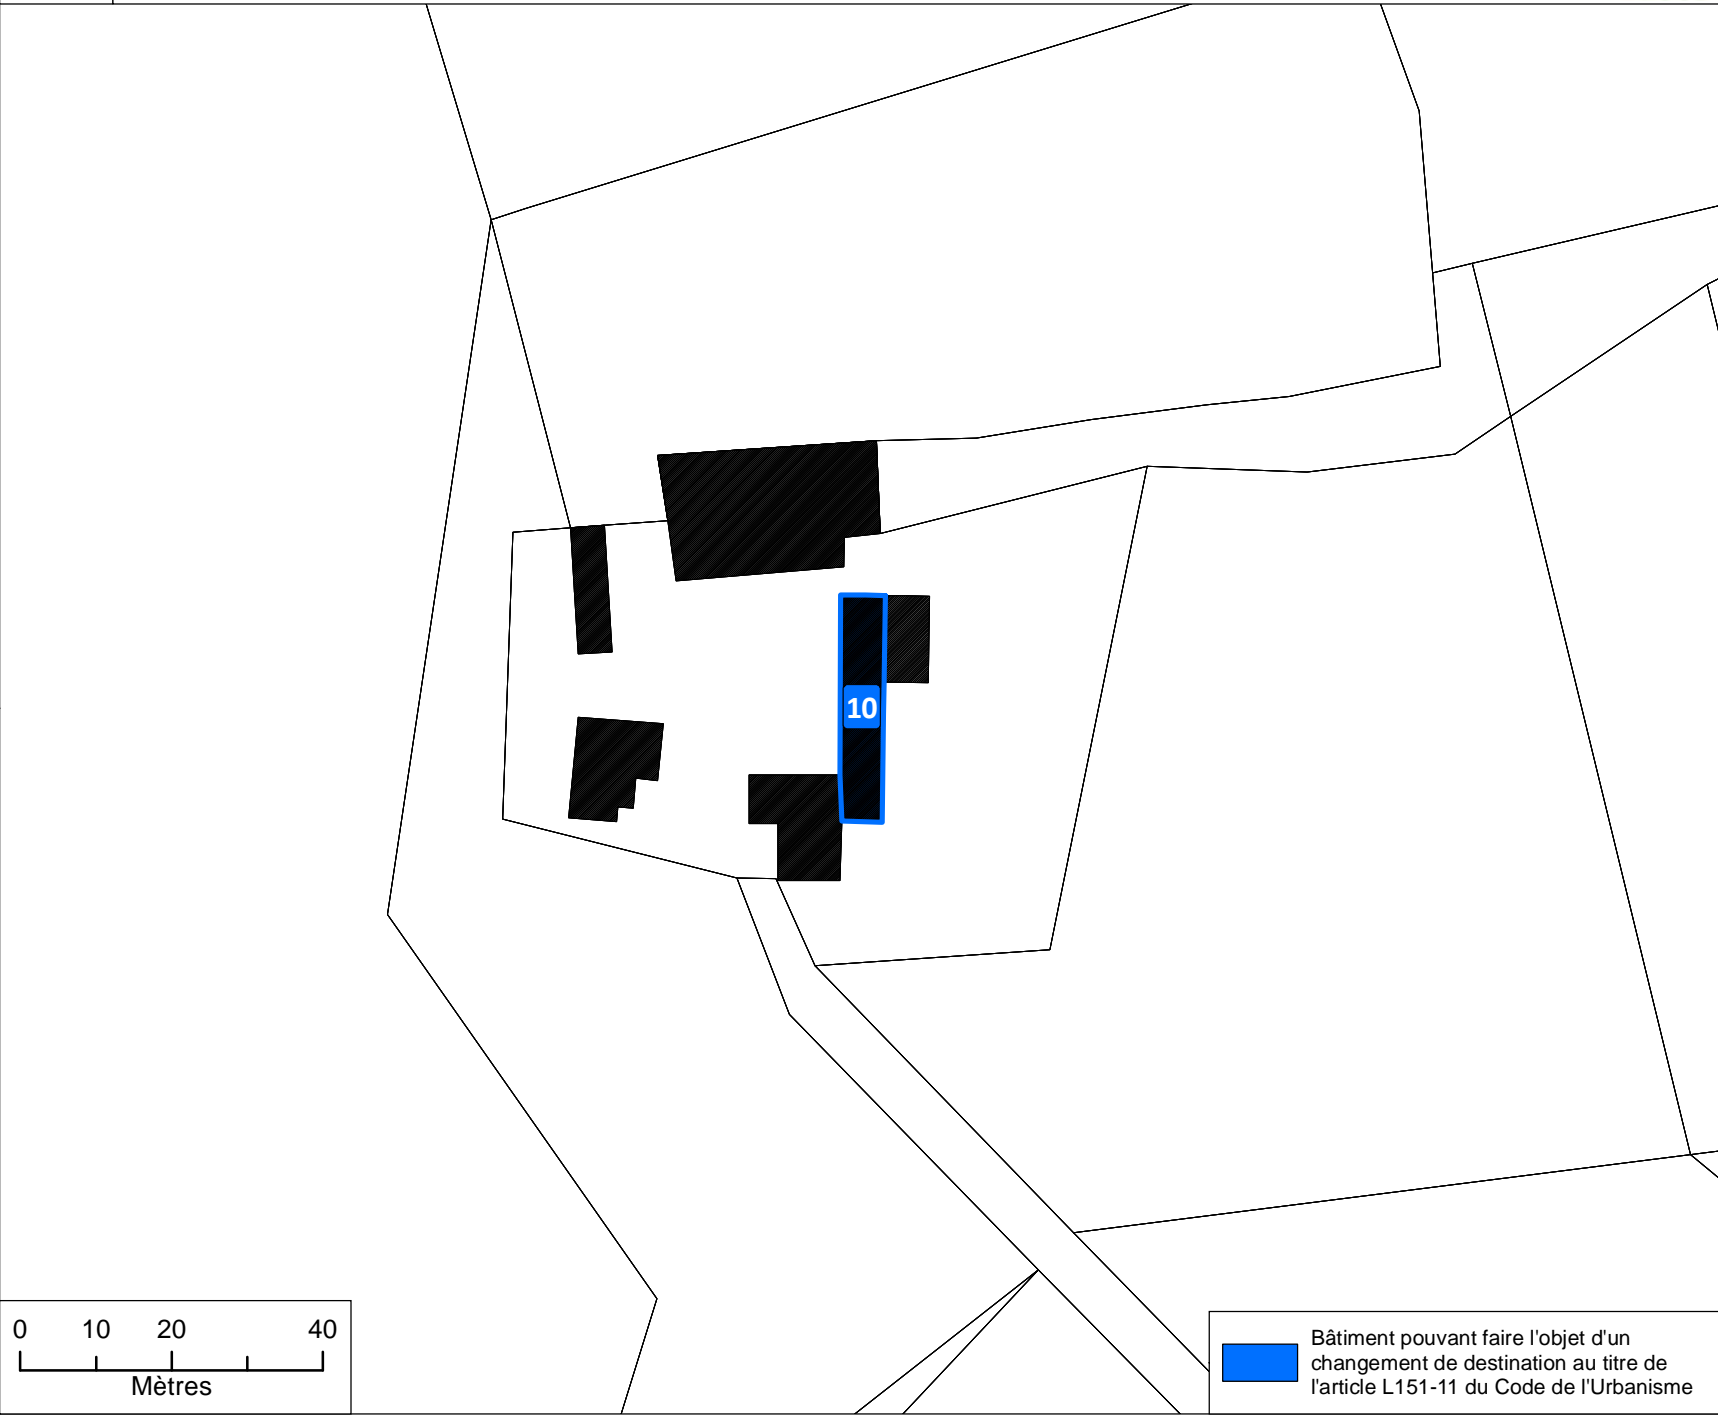 10
0 10 20 40
Mètres
Bâtiment pouvant faire l'objet d'un
changement de destination au titre de
l'article L151-11 du Code de l'Urbanisme